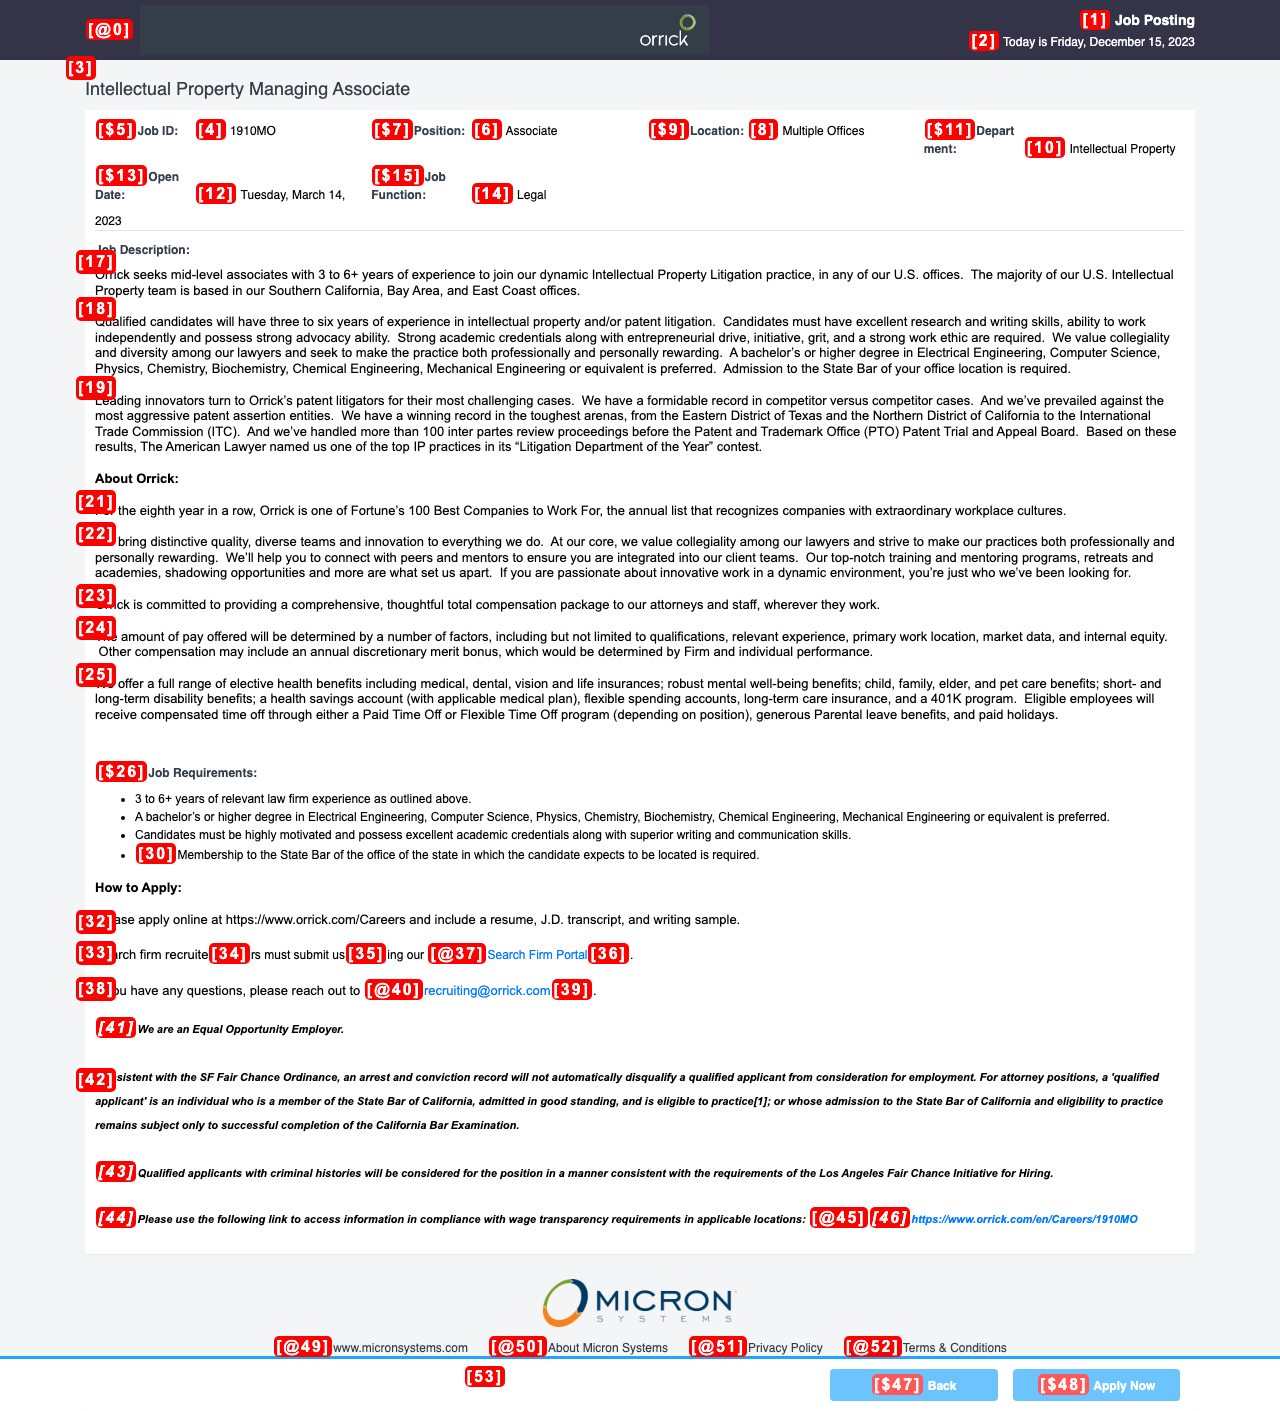 [@0]
orrick
[1] Job Posting
[2] Today is Friday, December 15, 2023
[3]
Intellectual Property Managing Associate
[$5] Job ID: [4] 1910MO [$7] Position: [6] Associate [$9] Location: [8] Multiple Offices [$11] Depart
ment: [10] Intellectual Property
[$13] Open [$15] Job
Date: [12] Tuesday, March 14, Function: [14] Legal
2023
Job Description:
[17]
Orrick seeks mid-level associates with 3 to 6+ years of experience to join our dynamic Intellectual Property Litigation practice, in any of our U.S. offices. The majority of our U.S. Intellectual
Property team is based in our Southern California, Bay Area, and East Coast offices.
[18]
Qualified candidates will have three to six years of experience in intellectual property and/or patent litigation. Candidates must have excellent research and writing skills, ability to work
independently and possess strong advocacy ability. Strong academic credentials along with entrepreneurial drive, initiative, grit, and a strong work ethic are required. We value collegiality
and diversity among our lawyers and seek to make the practice both professionally and personally rewarding. A bachelor's or higher degree in Electrical Engineering, Computer Science,
Physics, Chemistry, Biochemistry, Chemical Engineering, Mechanical Engineering or equivalent is preferred. Admission to the State Bar of your office location is required.
[19]
Leading innovators turn to Orrick's patent litigators for their most challenging cases. We have a formidable record in competitor versus competitor cases. And we've prevailed against the
most aggressive patent assertion entities. We have a winning record in the toughest arenas, from the Eastern District of Texas and the Northern District of California to the International
Trade Commission (ITC). And we've handled more than 100 inter partes review proceedings before the Patent and Trademark Office (PTO) Patent Trial and Appeal Board. Based on these
results, The American Lawyer named us one of the top IP practices in its “Litigation Department of the Year” contest.
About Orrick:
[21] the eighth year in a row, Orrick is one of Fortune's 100 Best Companies to Work For, the annual list that recognizes companies with extraordinary workplace cultures.
[22] bring distinctive quality, diverse teams and innovation to everything we do. At our core, we value collegiality among our lawyers and strive to make our practices both professionally and
personally rewarding. We'll help you to connect with peers and mentors to ensure you are integrated into our client teams. Our top-notch training and mentoring programs, retreats and
academies, shadowing opportunities and more are what set us apart. If you are passionate about innovative work in a dynamic environment, you're just who we've been looking for.
[23]
Orrick is committed to providing a comprehensive, thoughtful total compensation package to our attorneys and staff, wherever they work.
[24] amount of pay offered will be determined by a number of factors, including but not limited to qualifications, relevant experience, primary work location, market data, and internal equity.
Other compensation may include an annual discretionary merit bonus, which would be determined by Firm and individual performance.
[25] offer a full range of elective health benefits including medical, dental, vision and life insurances; robust mental well-being benefits; child, family, elder, and pet care benefits; short- and
long-term disability benefits; a health savings account (with applicable medical plan), flexible spending accounts, long-term care insurance, and a 401K program. Eligible employees will
receive compensated time off through either a Paid Time Off or Flexible Time Off program (depending on position), generous Parental leave benefits, and paid holidays.
[$26] Job Requirements:
• 3 to 6+ years of relevant law firm experience as outlined above.
• A bachelor's or higher degree in Electrical Engineering, Computer Science, Physics, Chemistry, Biochemistry, Chemical Engineering, Mechanical Engineering or equivalent is preferred.
• Candidates must be highly motivated and possess excellent academic credentials along with superior writing and communication skills.
• [30] Membership to the State Bar of the office of the state in which the candidate expects to be located is required.
How to Apply:
[32]ase apply online at https://www.orrick.com/Careers and include a resume, J.D. transcript, and writing sample.
[33]rch firm recruite[34]rs must submit us[35]ing our [@37] Search Firm Portal[36].
[38]ou have any questions, please reach out to [@40]recruiting@orrick.com[39].
[41] We are an Equal Opportunity Employer.
[42]sistent with the SF Fair Chance Ordinance, an arrest and conviction record will not automatically disqualify a qualified applicant from consideration for employment. For attorney positions, a 'qualified
applicant' is an individual who is a member of the State Bar of California, admitted in good standing, and is eligible to practice[1]; or whose admission to the State Bar of California and eligibility to practice
remains subject only to successful completion of the California Bar Examination.
[43] Qualified applicants with criminal histories will be considered for the position in a manner consistent with the requirements of the Los Angeles Fair Chance Initiative for Hiring.
[44] Please use the following link to access information in compliance with wage transparency requirements in applicable locations: [@45] [46] https://www.orrick.com/en/Careers/1910MO
MICRON
SYSTEMS
[@49] www.micronsystems.com [@50] About Micron Systems [@51] Privacy Policy [@52] Terms & Conditions
[53] [$47] Back [$48] Apply Now